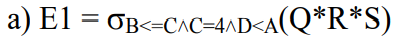 a) E1 = σB<=C∧C=4∧D<A(Q*R*S)